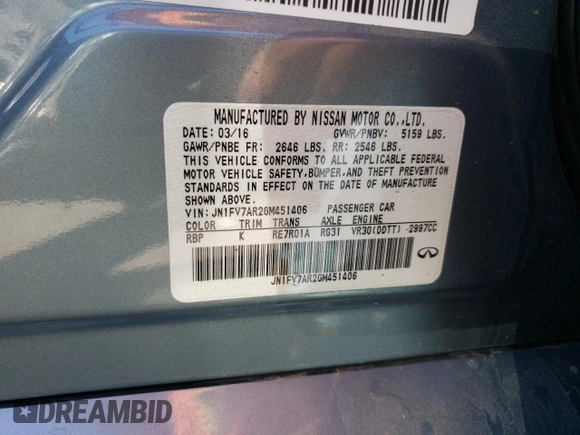 MANUFACTURED BY NISSAN MOTOR CO.,LTD.
DATE: 03/16 GVWR/PNBV: 5159 LBS.
GAWR/PNBE FR: 2646 LBS. RR: 2546 LBS.
THIS VEHICLE CONFORMS TO ALL APPLICABLE FEDERAL
MOTOR VEHICLE SAFETY,BUMPER,AND THEFT PREVENTION
STANDARDS IN EFFECT ON THE DATE OF MANUFACTURE
SHOWN ABOVE.
VIN: JN1FV7AR2GM451406 PASSENGER CAR
COLOR TRIM TRANS AXLE ENGINE
RBP K RE7R01A RG31 VR30(DDTT) 2997CC
JN1FV7AR2GM451406
DREAMBID